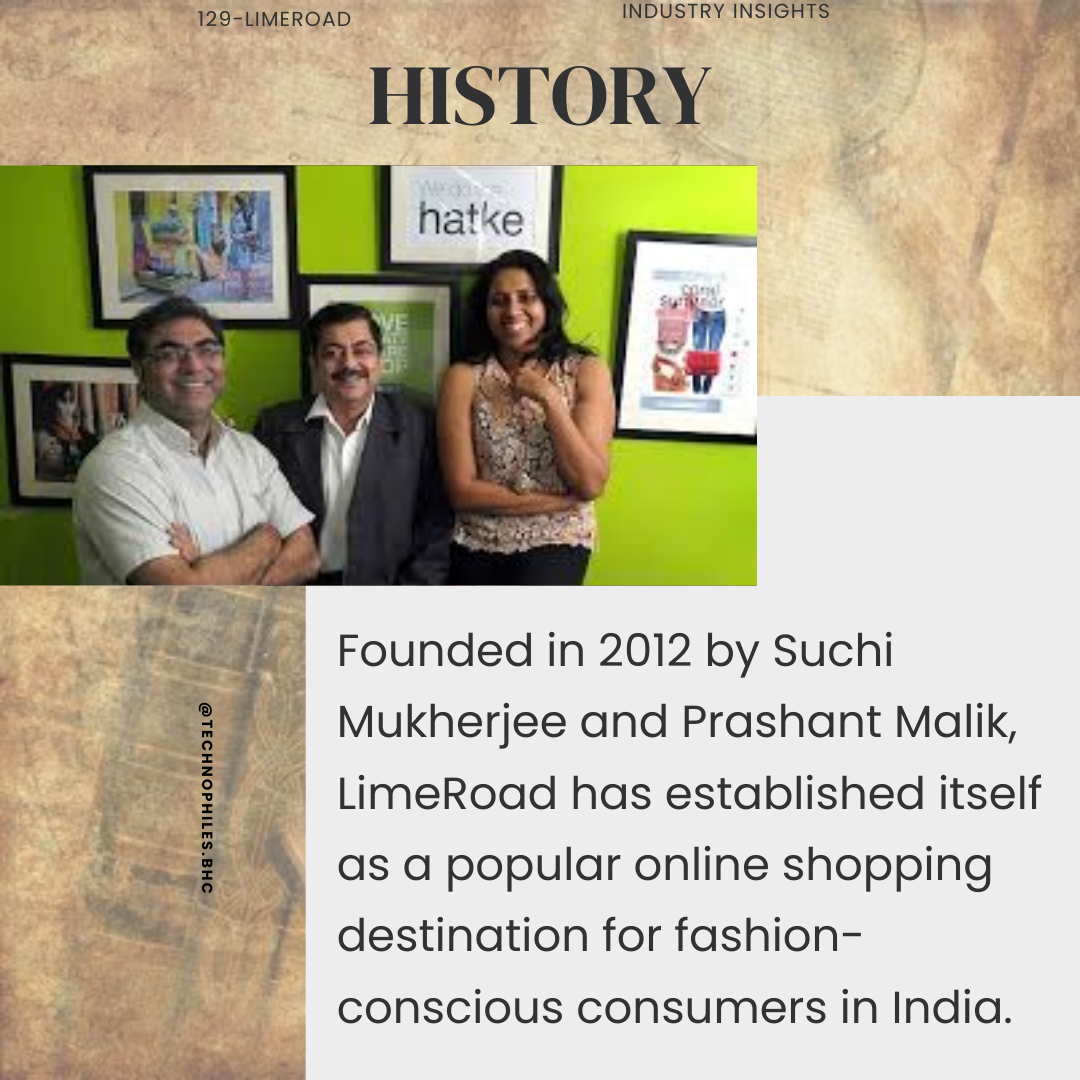 129-LIMEROAD
INDUSTRY INSIGHTS
HISTORY
hatke
Founded in 2012 by Suchi
Mukherjee and Prashant Malik,
LimeRoad has established itself
as a popular online shopping
destination for fashion-
conscious consumers in India.
@TECHNOPHILES.BHC